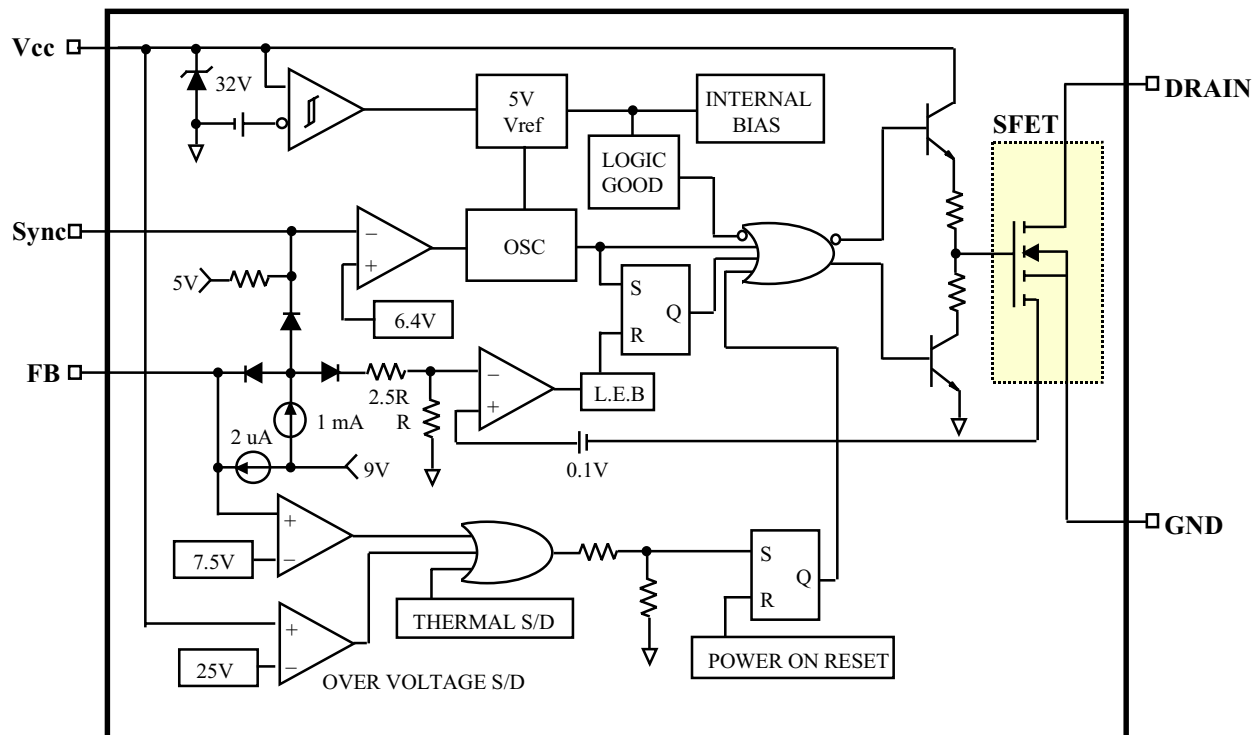 Vcc
32V
5V
Vref
INTERNAL
BIAS
DRAIN
SFET
LOGIC
GOOD
Sync
−
+
OSC
5V
6.4V
S
Q
R
FB
2.5R
R
−
+
L.E.B
1 mA
2 uA
9V
0.1V
GND
+
−
7.5V
S
Q
R
THERMAL S/D
+
−
25V
POWER ON RESET
OVER VOLTAGE S/D